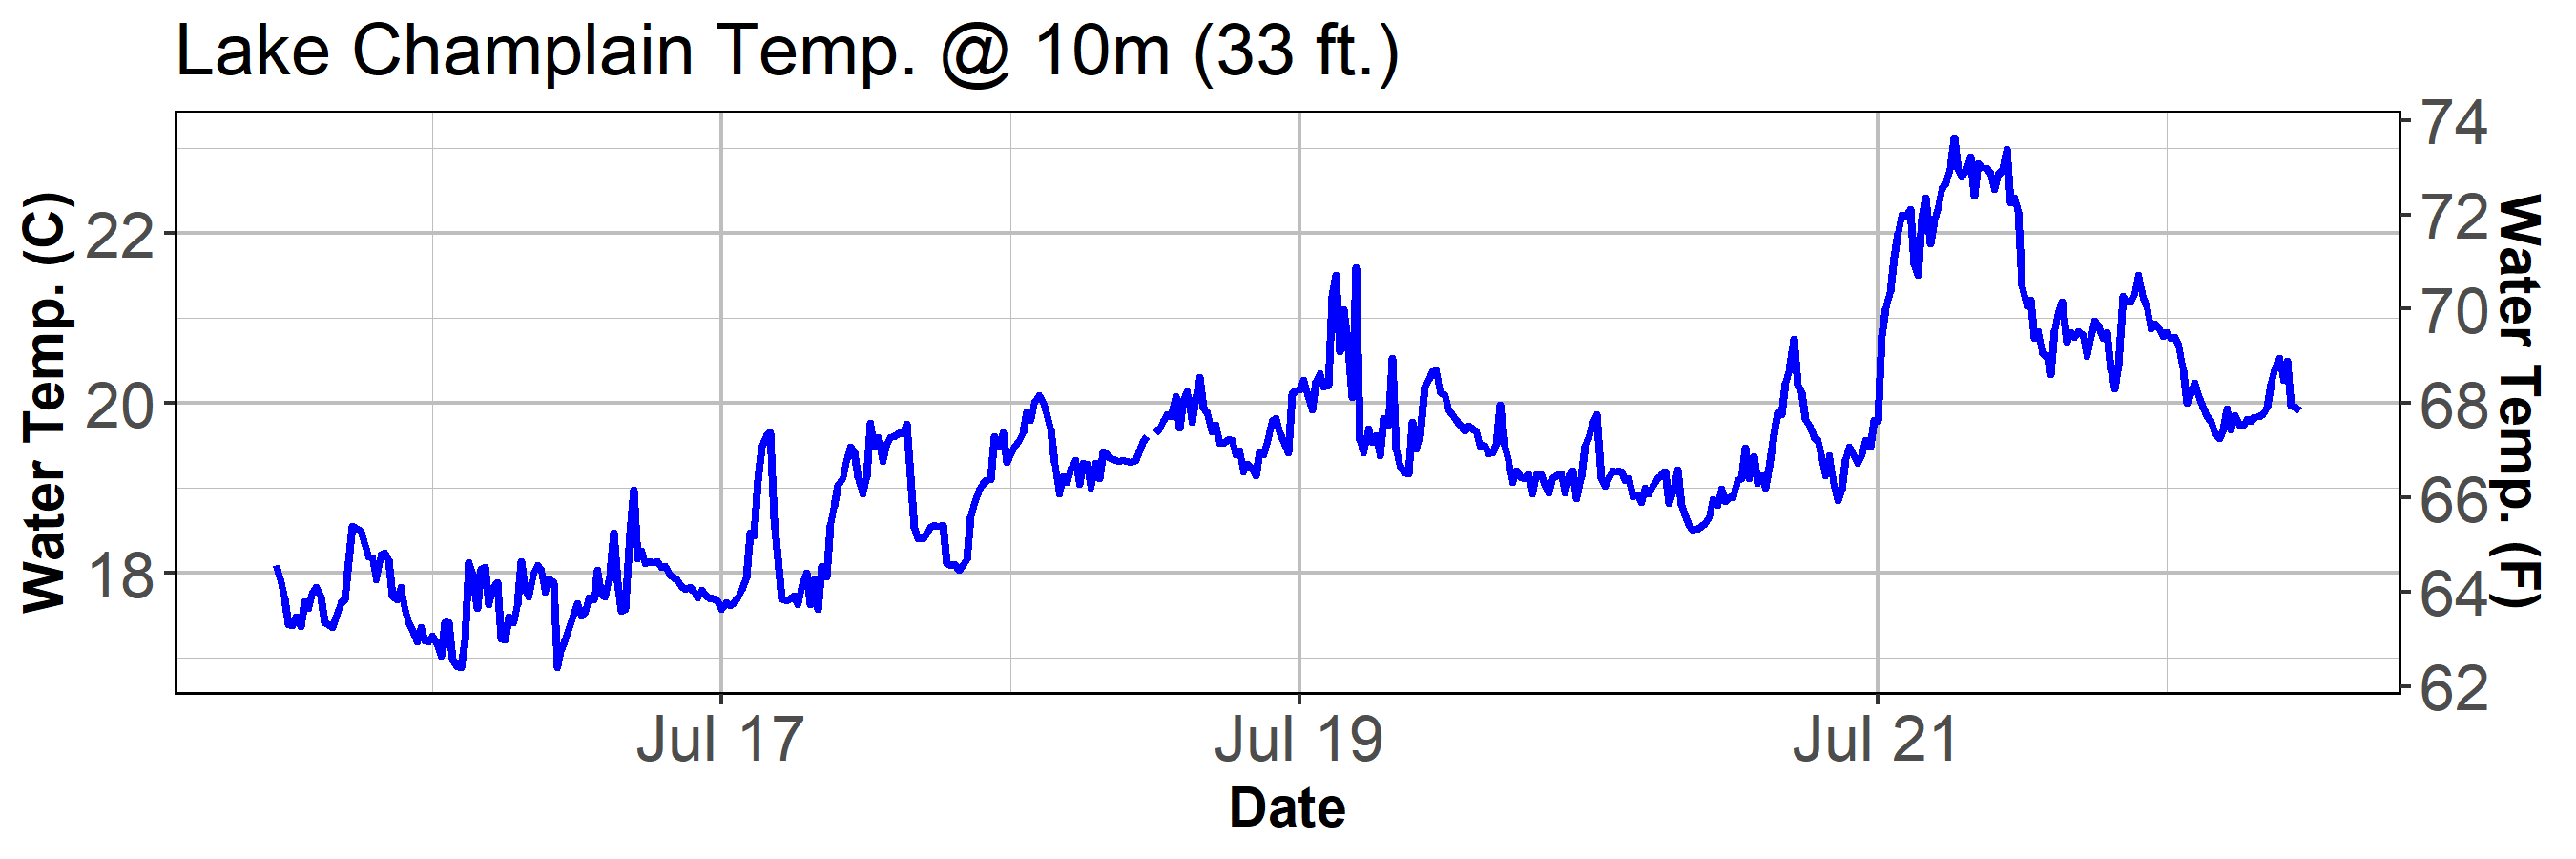 Lake Champlain Temp. @ 10m (33 ft.)
Water Temp. (C)
22
20
18
74
72
70
68
66
64
62
Water Temp. (F)
Jul 17
Jul 19
Jul 21
Date